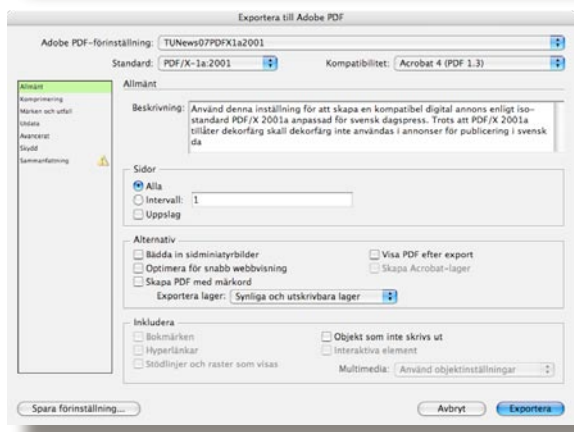 Exportera till Adobe PDF
Adobe PDF-förinställning: TUNews07PDFX1a2001
Standard: PDF/X-1a:2001 Kompatibilitet: Acrobat 4 (PDF 1.3)
Allmänt
Komprimering
Märken och utfall
Utdata
Avancerat
Skydd
Sammanfattning
Allmänt
Beskrivning: Använd denna inställning för att skapa en kompatibel digital annons enligt iso-
standard PDF/X 2001a anpassad för svensk dagspress. Trots att PDF/X 2001a
tillåter dekorfärg skall dekorfärg inte användas i annonser för publicering i svensk
da
Sidor
Alla
Intervall: 1
Uppslag
Alternativ
Bädda in sidminiatyrbilder Visa PDF efter export
Optimera för snabb webbvisning Skapa Acrobat-lager
Skapa PDF med märkord
Exportera lager: Synliga och utskrivbara lager
Inkludera
Bokmärken Objekt som inte skrivs ut
Hyperlänkar Interaktiva element
Stödlinjer och raster som visas Multimedia: Använd objektinställningar
Spara förinställning... Avbryt Exportera